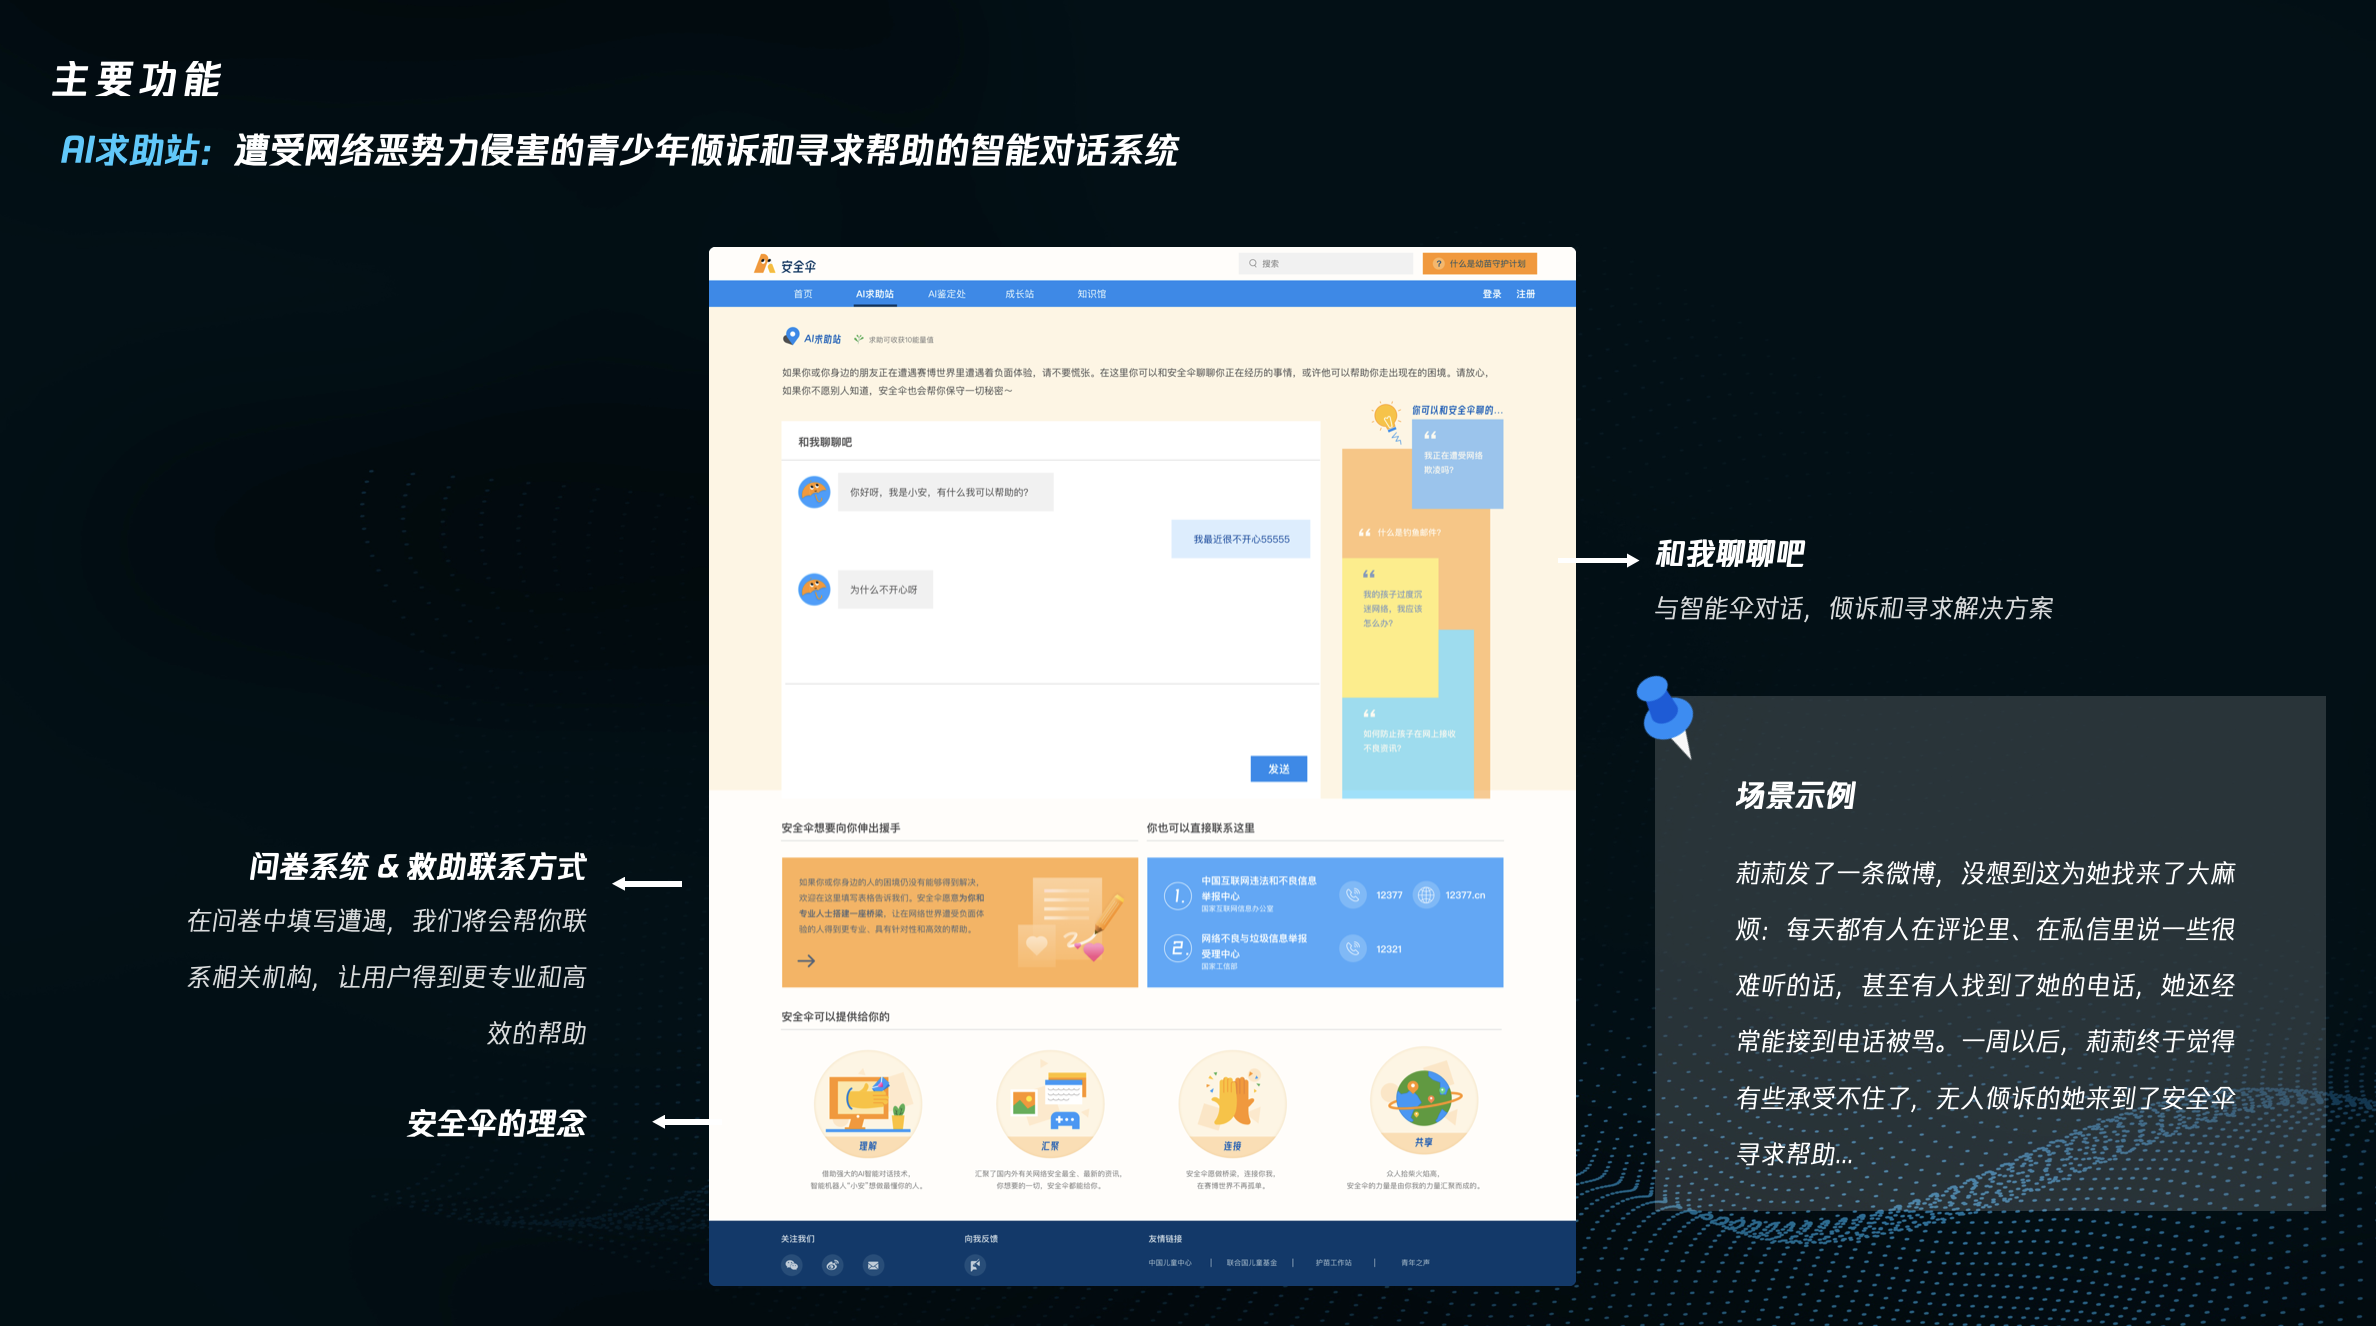 主要功能
AI求助站：遭受网络恶势力侵害的青少年倾诉和寻求帮助的智能对话系统
安全伞
搜索
? 什么是幼苗守护计划
首页 AI求助站 AI鉴定处 成长站 知识馆 登录 注册
AI求助站 求助可收获10能量值
如果你或你身边的朋友正在遭遇赛博世界里遭遇着负面体验，请不要慌张。在这里你可以和安全伞聊聊你正在经历的事情，或许他可以帮助你走出现在的困境。请放心，
如果你不愿别人知道，安全伞也会帮你保守一切秘密～
和我聊聊吧
你好呀，我是小安，有什么我可以帮助的?
我最近很不开心55555
为什么不开心呀
发送
你可以和安全伞聊的...
我正在遭受网络
欺凌吗?
什么是钓鱼邮件?
我的孩子过度沉
迷网络，我应该
怎么办?
如何防止孩子在网上接收
不良资讯?
安全伞想要向你伸出援手
如果你或你身边的人的困境仍没有能够得到解决，
欢迎在这里填写表格告诉我们。安全伞愿意为你和
专业人士搭建一座桥梁，让在网络世界遭受负面体
验的人得到更专业、具有针对性和高效的帮助。
你也可以直接联系这里
1. 中国互联网违法和不良信息
举报中心
国家互联网信息办公室
12377 12377.cn
2. 网络不良与垃圾信息举报
受理中心
国家工信部
12321
安全伞可以提供给你的
理解
借助强大的AI智能对话技术，
智能机器人“小安”想做最懂你的人。
汇聚
汇聚了国内外有关网络安全最全、最新的资讯，
你想要的一切，安全伞都能给你。
连接
安全伞愿做桥梁，连接你我，
在赛博世界不再孤单。
共享
众人拾柴火焰高，
安全伞的力量是由你我的力量汇聚而成的。
关注我们
向我反馈
友情链接
中国儿童中心 | 联合国儿童基金 | 护苗工作站 | 青年之声
问卷系统 & 救助联系方式
在问卷中填写遭遇，我们将会帮你联
系相关机构，让用户得到更专业和高
效的帮助
安全伞的理念
和我聊聊吧
与智能伞对话，倾诉和寻求解决方案
场景示例
莉莉发了一条微博，没想到这为她找来了大麻
烦：每天都有人在评论里、在私信里说一些很
难听的话，甚至有人找到了她的电话，她还经
常能接到电话被骂。一周以后，莉莉终于觉得
有些承受不住了，无人倾诉的她来到了安全伞
寻求帮助...